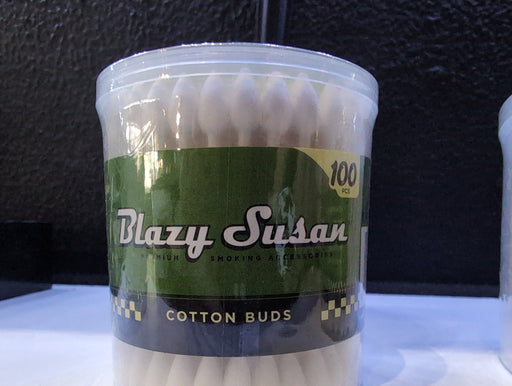 100
PCS
Blazy Susan
PREMIUM SMOKING ACCESSORIES
COTTON BUDS